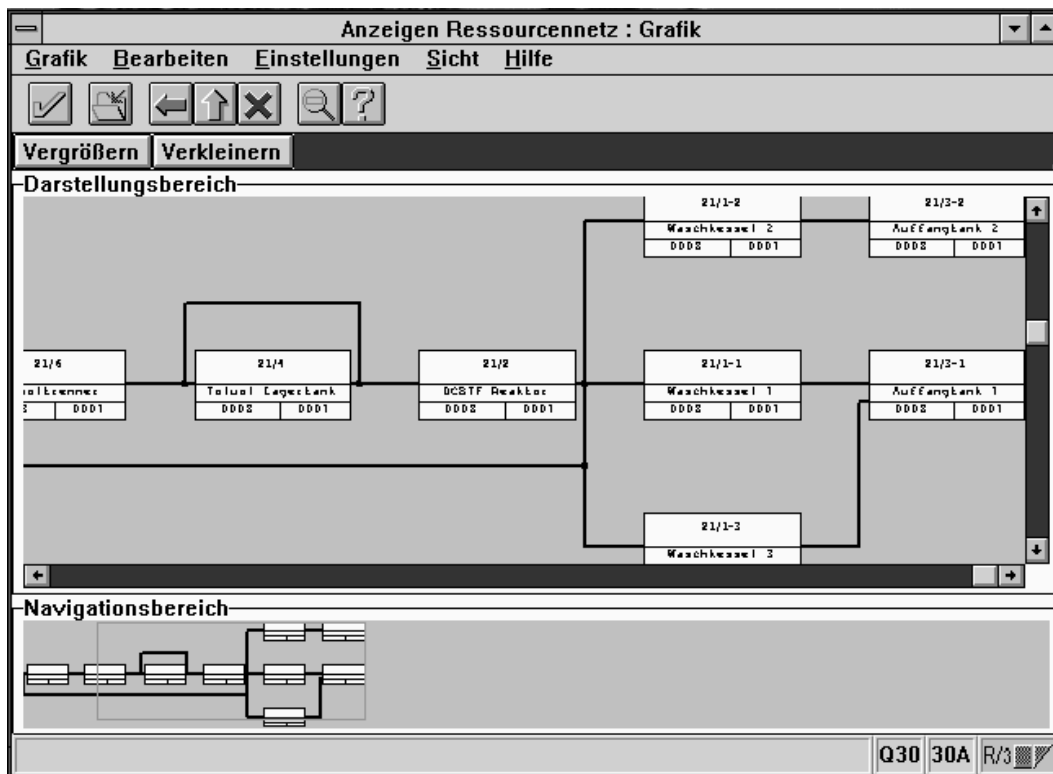 Anzeigen Ressourcennetz : Grafik
Grafik Bearbeiten Einstellungen Sicht Hilfe
Vergrößern Verkleinern
Darstellungsbereich
21/1-2 21/3-2
Waschkessel 2 Auffangtank 2
0002 0001 0002 0001
21/6 21/4 21/2 21/1-1 21/3-1
Toluol Lagertank DCSTF Reaktor Waschkessel 1 Auffangtank 1
0001 0002 0001 0002 0001 0002 0001 0002 0001
21/1-3
Waschkessel 3
Navigationsbereich
Q30 30A R/3